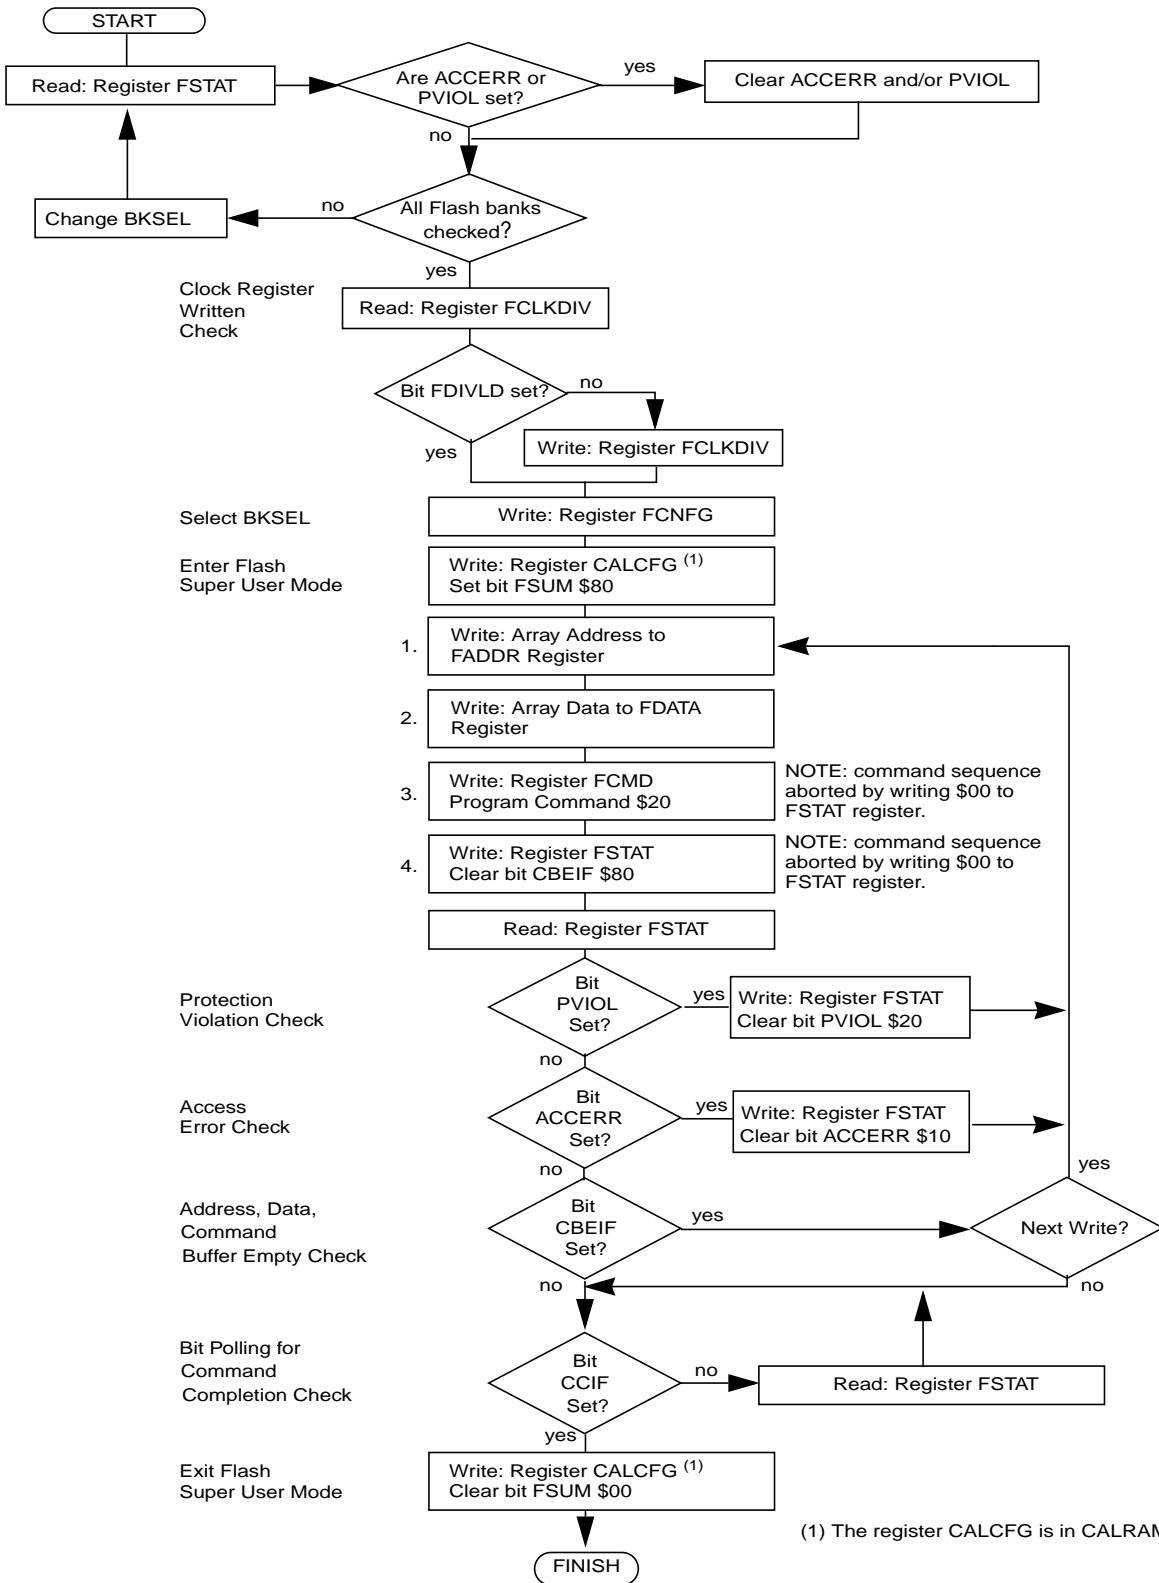 START
Read: Register FSTAT
Are ACCERR or
PVIOL set?
yes
Clear ACCERR and/or PVIOL
no
Change BKSEL
no
All Flash banks
checked?
yes
Clock Register
Written
Check
Read: Register FCLKDIV
Bit FDIVLD set?
no
yes
Write: Register FCLKDIV
Select BKSEL
Write: Register FCNFG
Enter Flash
Super User Mode
Write: Register CALCFG (1)
Set bit FSUM $80
1.
Write: Array Address to
FADDR Register
2.
Write: Array Data to FDATA
Register
3.
Write: Register FCMD
Program Command $20
NOTE: command sequence
aborted by writing $00 to
FSTAT register.
4.
Write: Register FSTAT
Clear bit CBEIF $80
NOTE: command sequence
aborted by writing $00 to
FSTAT register.
Read: Register FSTAT
Protection
Violation Check
Bit
PVIOL
Set?
yes
Write: Register FSTAT
Clear bit PVIOL $20
no
Access
Error Check
Bit
ACCERR
Set?
yes
Write: Register FSTAT
Clear bit ACCERR $10
no
yes
Address, Data,
Command
Buffer Empty Check
Bit
CBEIF
Set?
yes
Next Write?
no
no
Bit Polling for
Command
Completion Check
Bit
CCIF
Set?
no
Read: Register FSTAT
yes
Exit Flash
Super User Mode
Write: Register CALCFG (1)
Clear bit FSUM $00
(1) The register CALCFG is in CALRAM
FINISH